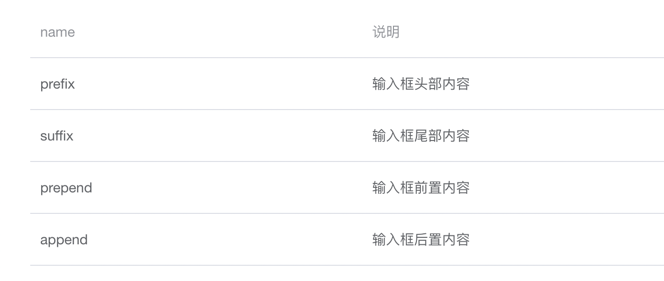 name 说明
prefix 输入框头部内容
suffix 输入框尾部内容
prepend 输入框前置内容
append 输入框后置内容